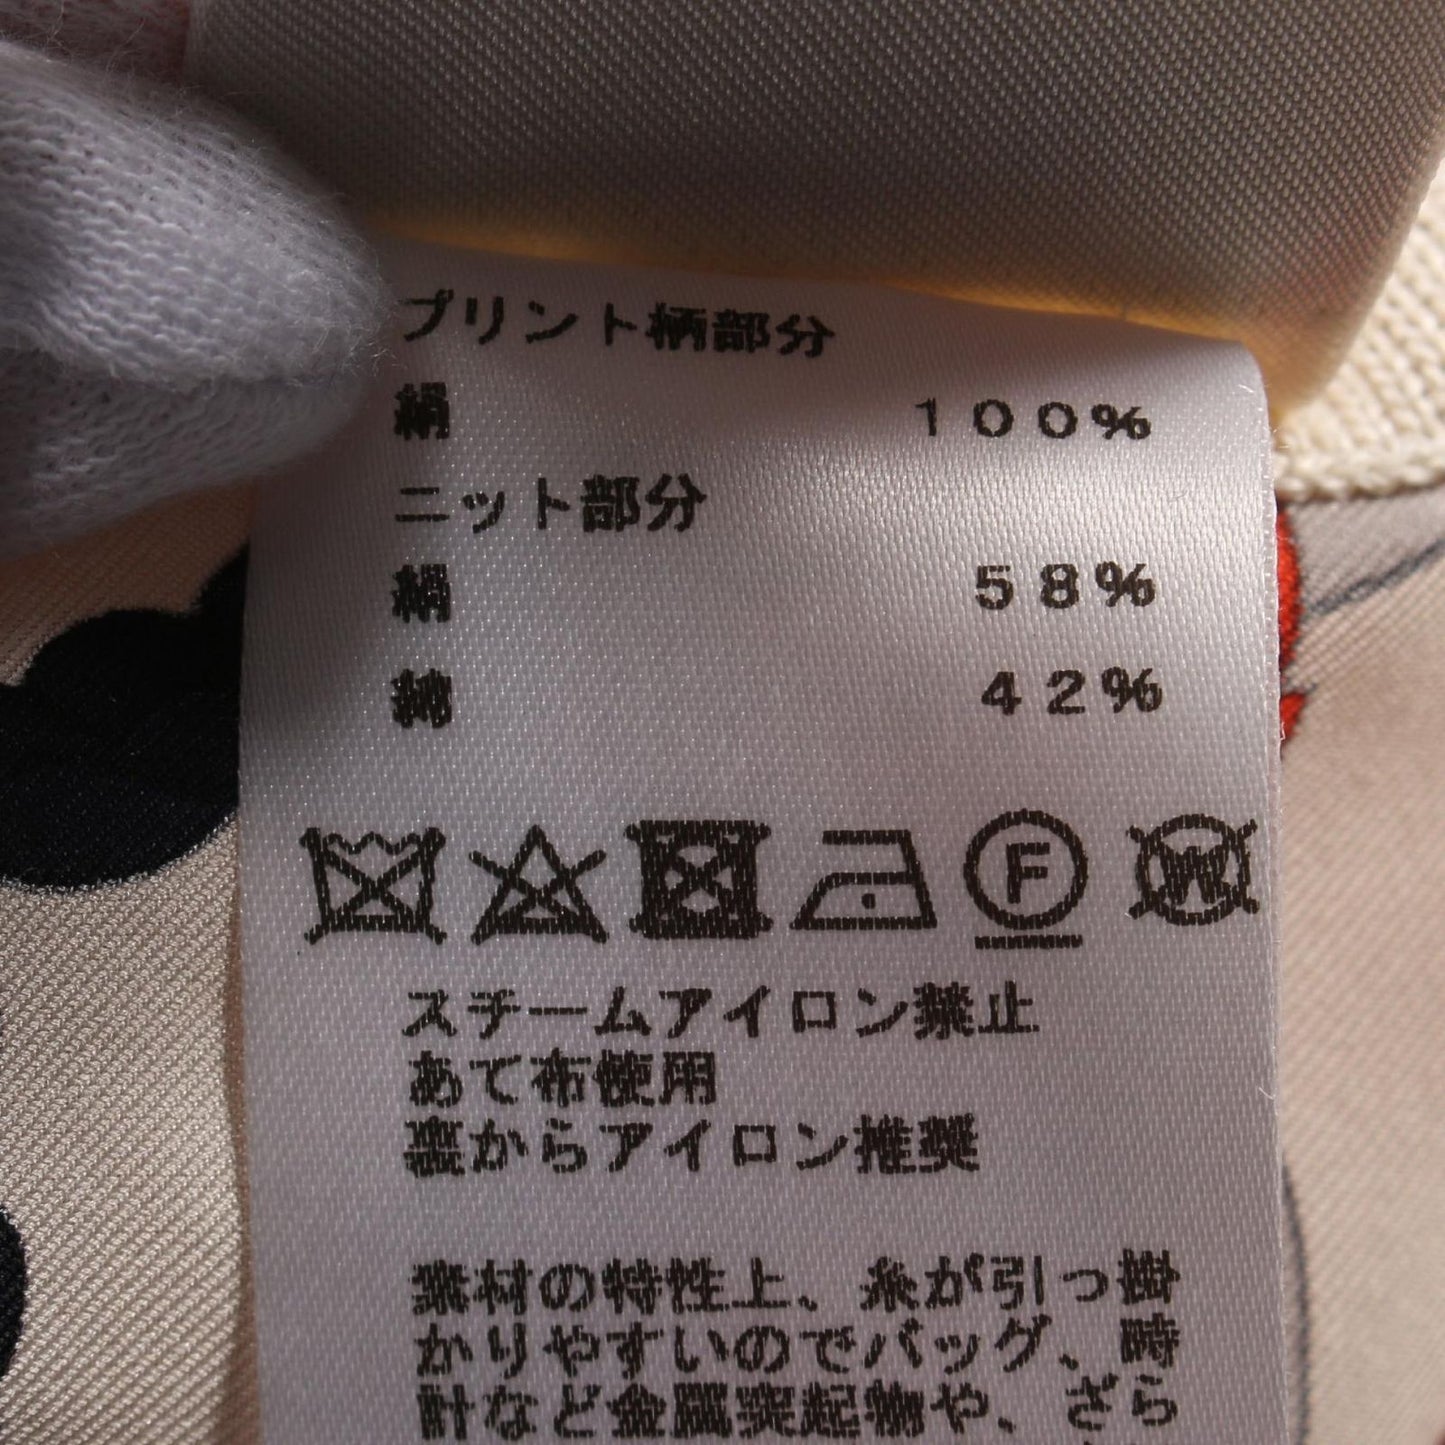 プリント柄部分
絹 100%
ニット部分
絹 58%
綿 42%
F
W
スチームアイロン禁止
あて布使用
裏からアイロン推奨
素材の特性上、糸が引っ掛
かりやすいのでバッグ、時
計など金属突起物や、ざら